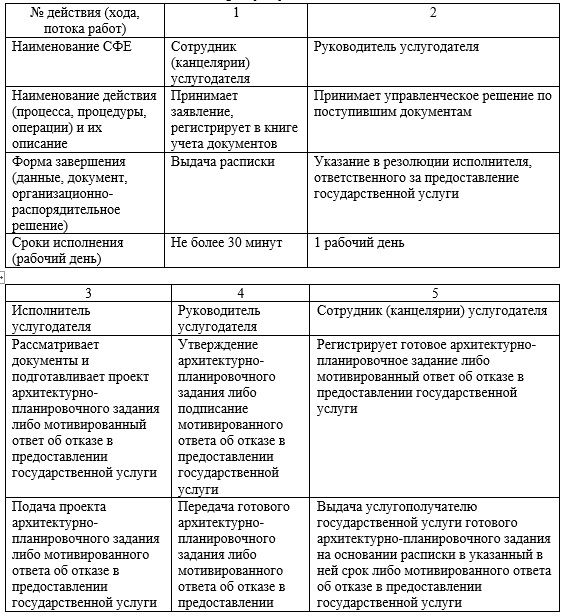 № действия (хода, потока работ) 1 2
Наименование СФЕ
Сотрудник
(канцелярии)
услугодателя
Руководитель услугодателя
Наименование действия
(процесса, процедуры,
операции) и их
описание
Принимает
заявление,
регистрирует в книге
учета документов
Принимает управленческое решение по
поступившим документам
Форма завершения
(данные, документ,
организационно-
распорядительное
решение)
Выдача расписки
Указание в резолюции исполнителя,
ответственного за предоставление
государственной услуги
Сроки исполнения
(рабочий день)
Не более 30 минут
1 рабочий день
3 4 5
Исполнитель
услугодателя
Руководитель
услугодателя
Сотрудник (канцелярии) услугодателя
Рассматривает
документы и
подготавливает проект
архитектурно-
планировочного задания
либо мотивированный
ответ об отказе в
предоставлении
государственной услуги
Утверждение
архитектурно-
планировочного
задания либо
подписание
мотивированного
ответа об отказе в
предоставлении
государственной
услуги
Регистрирует готовое архитектурно-
планировочное задание либо
мотивированный ответ об отказе в
предоставлении государственной
услуги
Подача проекта
архитектурно-
планировочного задания
либо мотивированного
ответа об отказе в
предоставлении
государственной услуги
Передача готового
архитектурно-
планировочного
задания либо
мотивированного
ответа об отказе в
предоставлении
Выдача услугополучателю
государственной услуги готового
архитектурно-планировочного задания
на основании расписки в указанный в
ней срок либо мотивированного ответа
об отказе в предоставлении
государственной услуги